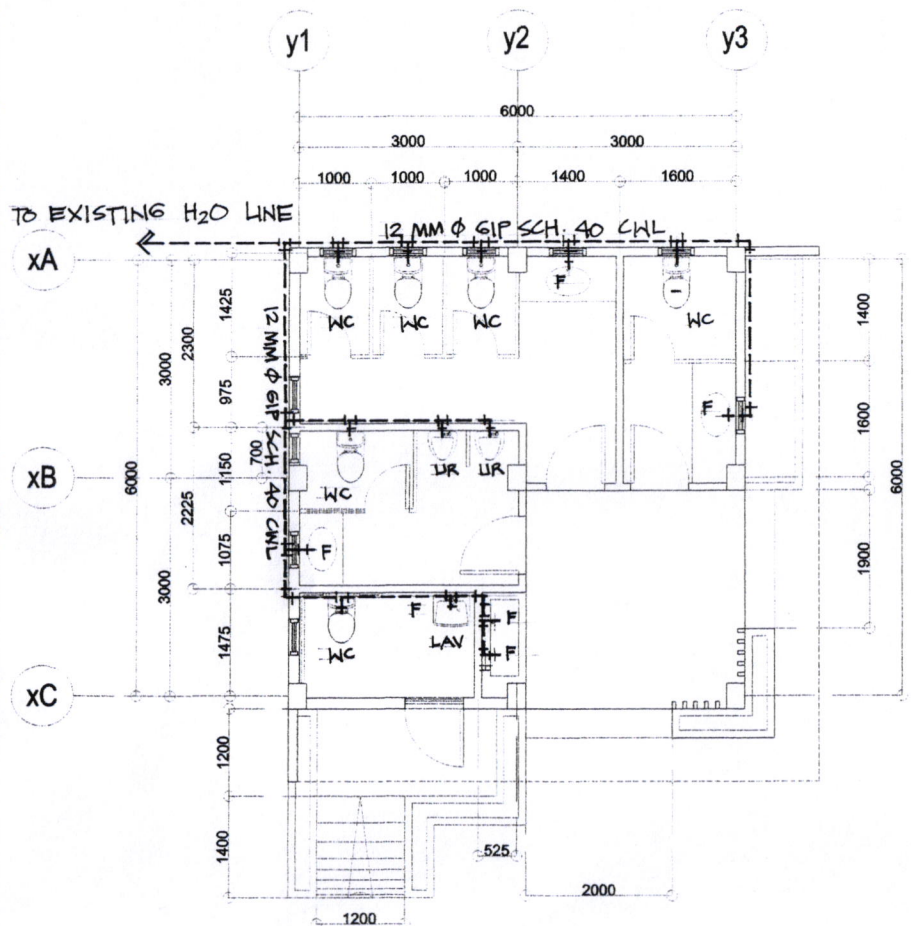 y1 y2 y3
6000
3000 3000
1000 1000 1000 1400 1600
TO EXISTING H2O LINE
12 MM Ø GIP SCH. 40 CWL
xA
F
WC WC WC WC
1425
2300
3000
1400
12 MM Ø GIP SCH. 40 CWL
975
F
1600
UR UR
700
1150
xB
WC
6000
6000
2225
F
1075
1900
3000
F
F
LAV
F
WC
1475
xC
1200
1400
525
2000
1200